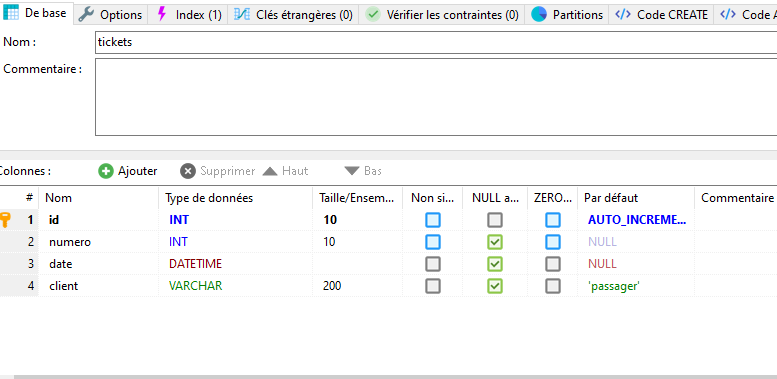 De base Options Index (1) Clés étrangères (0) Vérifier les contraintes (0) Partitions Code CREATE Code A
Nom : tickets
Commentaire :
Colonnes : Ajouter Supprimer Haut Bas
# Nom Type de données Taille/Ensem... Non si... NULL a... ZERO... Par défaut Commentaire
1 id INT 10 AUTO_INCREME...
2 numero INT 10 NULL
3 date DATETIME NULL
4 client VARCHAR 200 'passager'